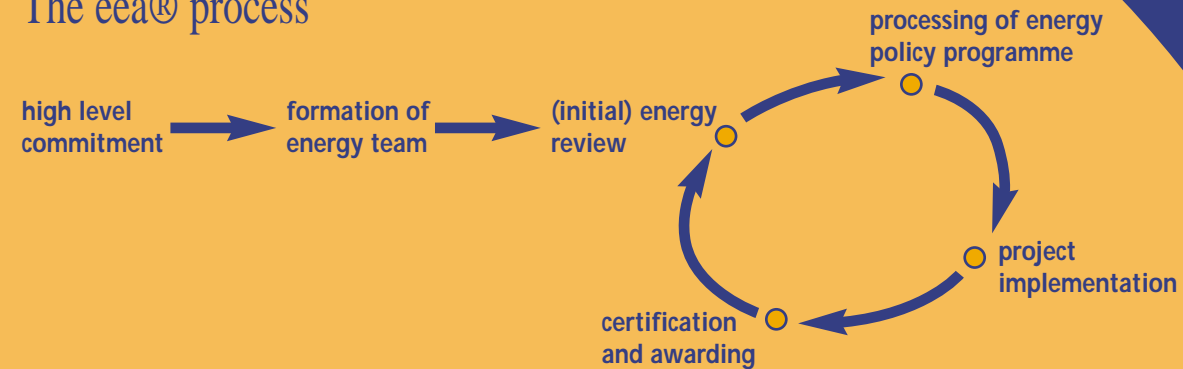 The eea® process
high level
commitment
formation of
energy team
(initial) energy
review
processing of energy
policy programme
project
implementation
certification
and awarding